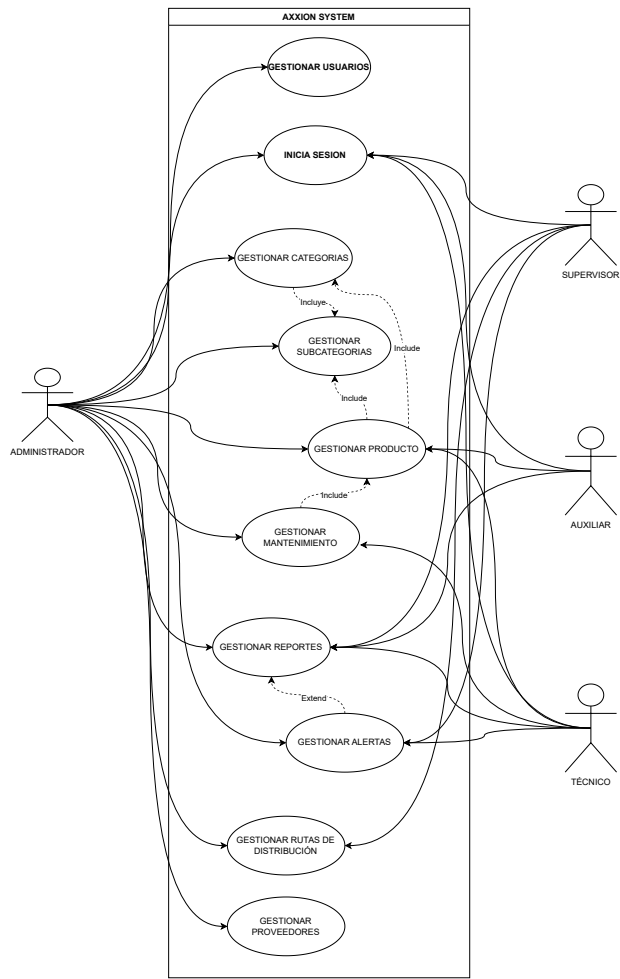 AXXION SYSTEM
GESTIONAR USUARIOS
INICIA SESION
SUPERVISOR
GESTIONAR CATEGORIAS
Incluye
GESTIONAR
SUBCATEGORIAS
Include
Include
ADMINISTRADOR
GESTIONAR PRODUCTO
Include
AUXILIAR
GESTIONAR
MANTENIMIENTO
GESTIONAR REPORTES
Extend
GESTIONAR ALERTAS
TÉCNICO
GESTIONAR RUTAS DE
DISTRIBUCIÓN
GESTIONAR
PROVEEDORES